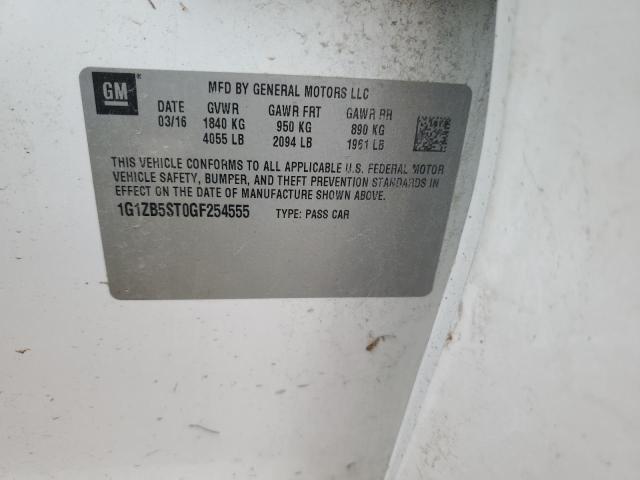 GM
MFD BY GENERAL MOTORS LLC
DATE GVWR GAWR FRT GAWR RR
03/16 1840 KG 950 KG 890 KG
4055 LB 2094 LB 1961 LB
THIS VEHICLE CONFORMS TO ALL APPLICABLE U.S. FEDERAL MOTOR
VEHICLE SAFETY, BUMPER, AND THEFT PREVENTION STANDARDS IN
EFFECT ON THE DATE OF MANUFACTURE SHOWN ABOVE.
1G1ZB5ST0GF254555 TYPE: PASS CAR